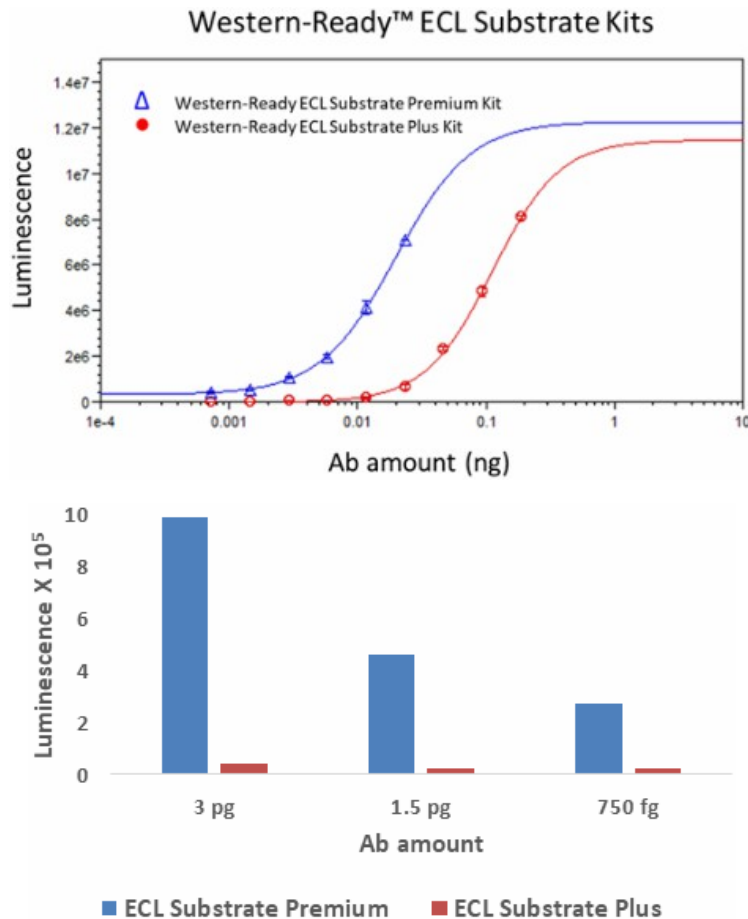 Western-Ready™ ECL Substrate Kits
1.4e7
Western-Ready ECL Substrate Premium Kit
1.2e7
Western-Ready ECL Substrate Plus Kit
1e7
8e6
6e6
4e6
2e6
0
Luminescence
1e-4 0.001 0.01 0.1 1 10
Ab amount (ng)
10
8
6
4
2
0
Luminescence X 10⁵
3 pg 1.5 pg 750 fg
Ab amount
ECL Substrate Premium ECL Substrate Plus